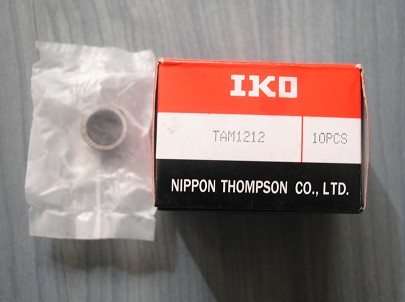 IKO
TAM1212 10PCS
NIPPON THOMPSON CO., LTD.